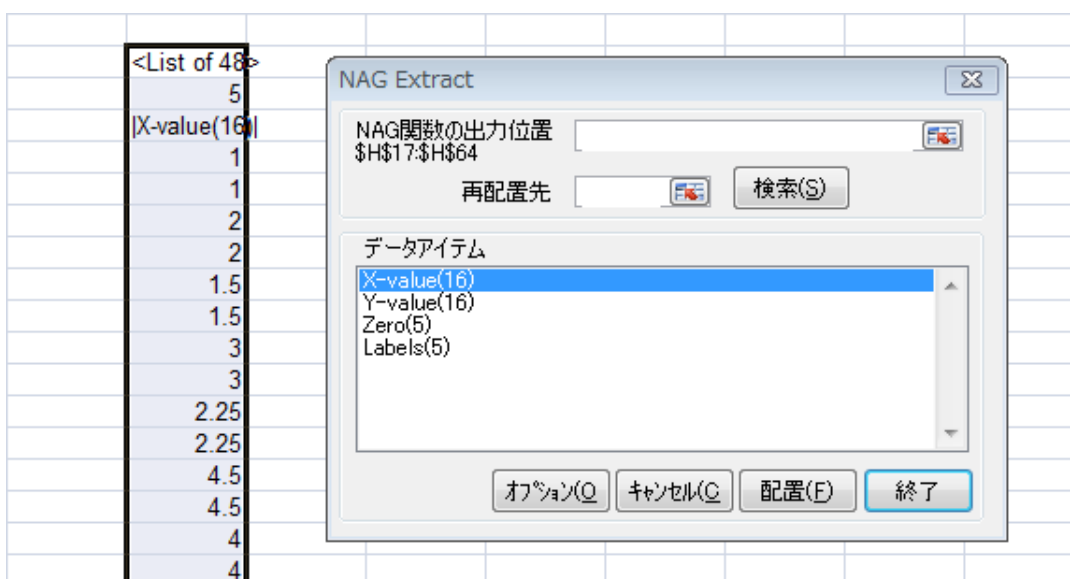 <List of 48>
5
|X-value(16)|
1
1
2
2
1.5
1.5
3
3
2.25
2.25
4.5
4.5
4
4
NAG Extract
NAG関数の出力位置
$H$17:$H$64
再配置先
検索(S)
データアイテム
X-value(16)
Y-value(16)
Zero(5)
Labels(5)
オプション(O
キャンセル(C
配置(F)
終了